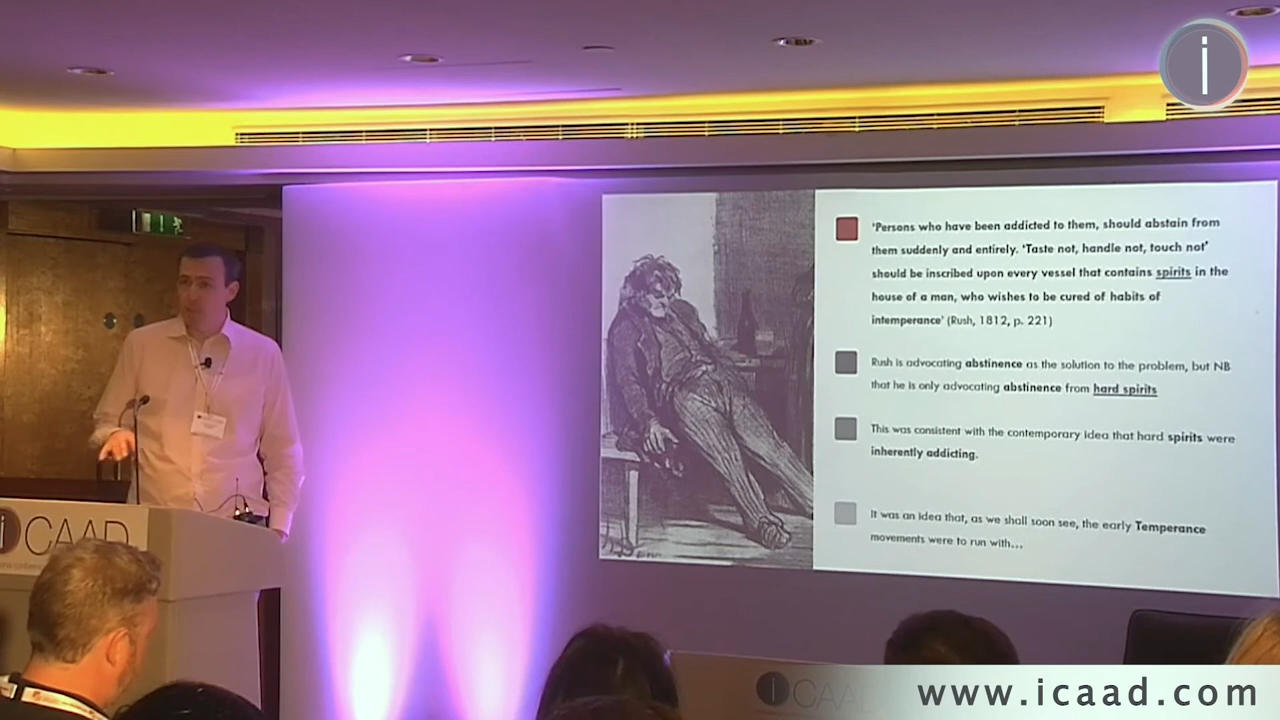 i
'Persons who have been addicted to them, should abstain from
them suddenly and entirely. 'Taste not, handle not, touch not'
should be inscribed upon every vessel that contains spirits in the
house of a man, who wishes to be cured of habits of
intemperance' (Rush, 1812, p. 221)
Rush is advocating abstinence as the solution to the problem, but NB
that he is only advocating abstinence from hard spirits
This was consistent with the contemporary idea that hard spirits were
inherently addicting.
It was an idea that, as we shall soon see, the early Temperance
movements were to run with...
iCAAD
iCAAD
www.icaad.com